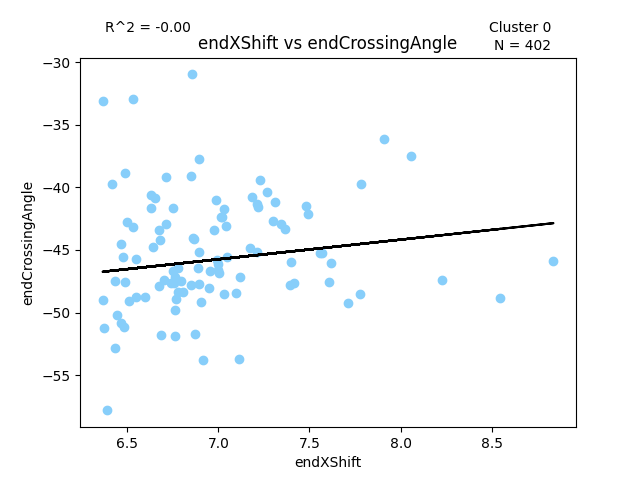 R^2 = -0.00
Cluster 0
endXShift vs endCrossingAngle
N = 402
−30
−35
−40
−45
−50
−55
endCrossingAngle
6.5 7.0 7.5 8.0 8.5
endXShift